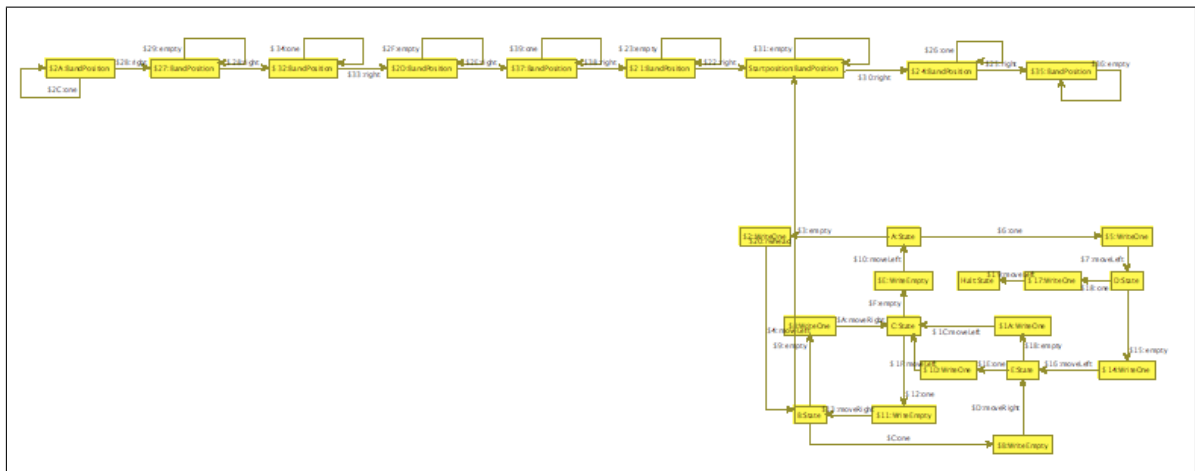 $29:empty
$34:one
$2F:empty
$39:one
$23:empty
$31:empty
$26:one
$2A:BandPosition
$28:right
$27:BandPosition
$32:BandPosition
$33:right
$2D:BandPosition
$37:BandPosition
$21:BandPosition
$22:right
Startposition:BandPosition
$30:right
$24:BandPosition
$25:right
$35:BandPosition
$36:empty
$2C:one
$3:empty
A:State
$6:one
$5:WriteOne
$10:moveLeft
$7:moveLeft
$E:WriteEmpty
Halt:State
$17:WriteOne
D:State
$18:one
$F:empty
$A:moveRight
C:State
$1C:moveLeft
$1A:WriteOne
$4:moveLeft
$9:empty
$1B:empty
$15:empty
$1D:WriteOne
$1E:one
E:State
$16:moveLeft
$14:WriteOne
$12:one
B:State
$13:moveRight
$11:WriteEmpty
$D:moveRight
$C:one
$B:WriteEmpty